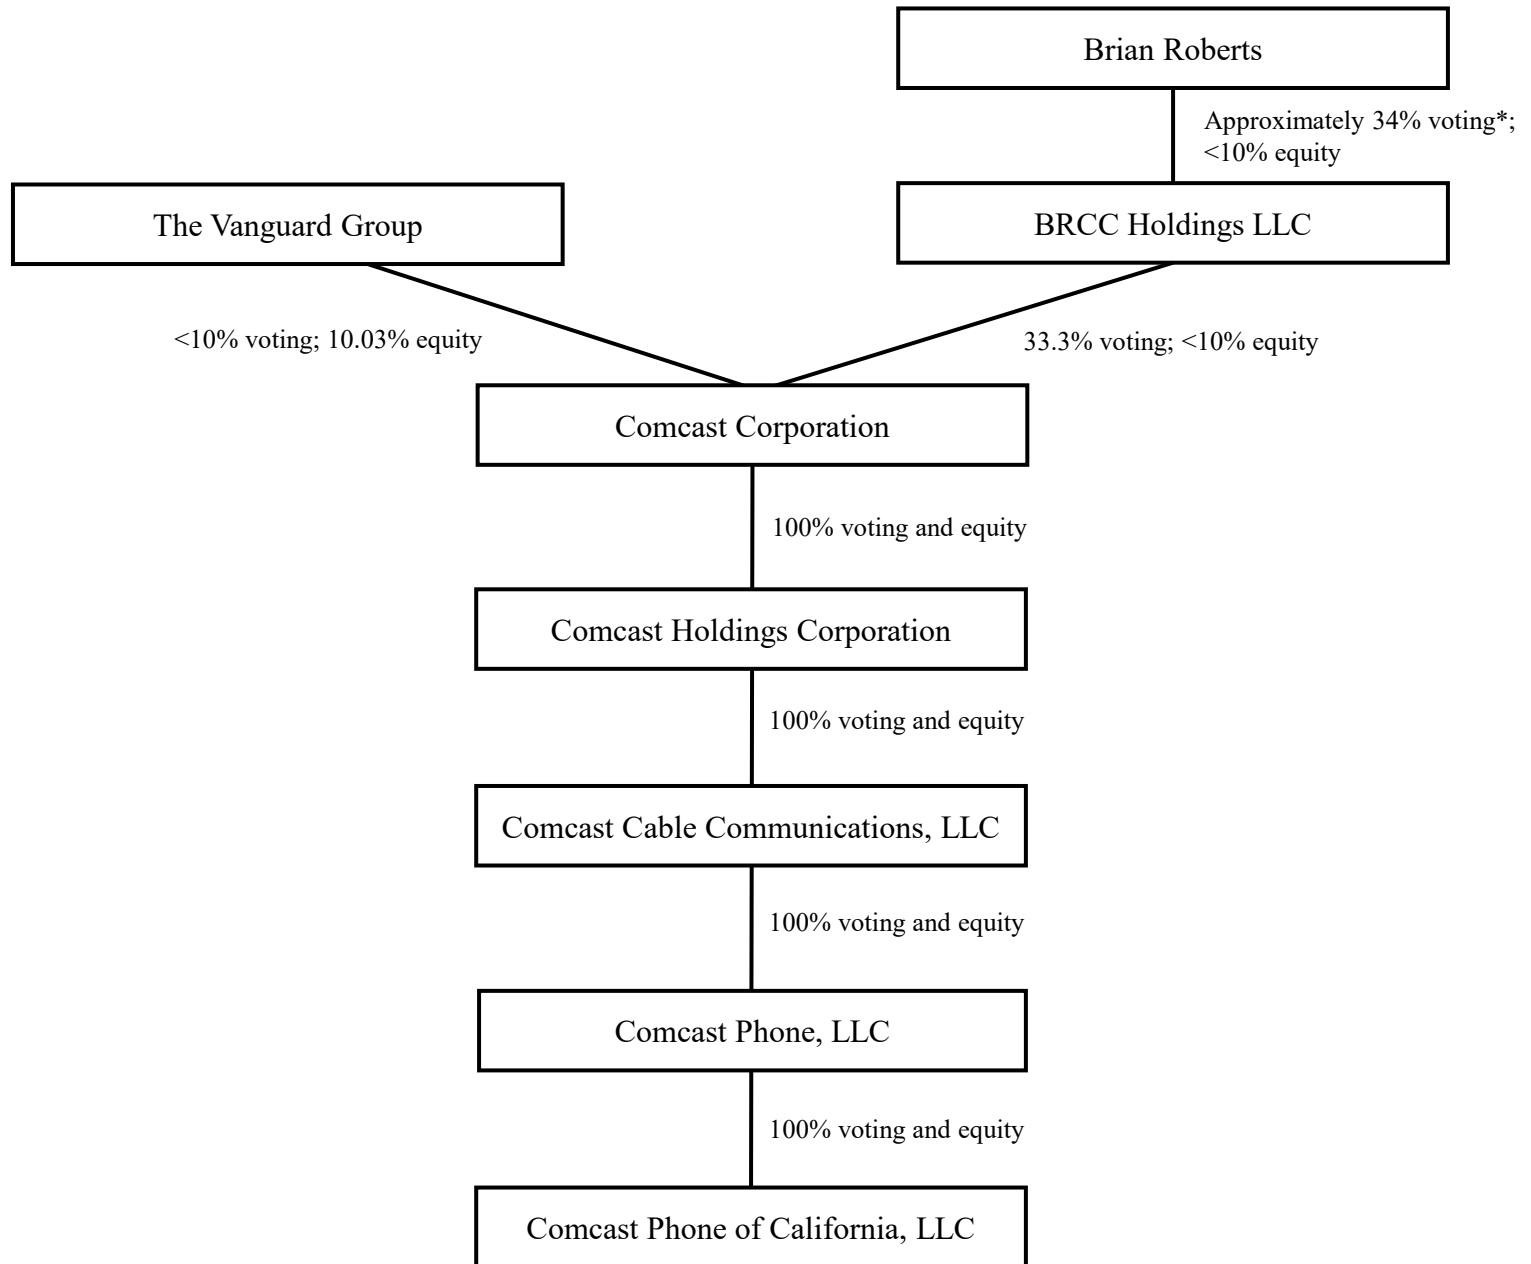 Brian Roberts
Approximately 34% voting*;
<10% equity
The Vanguard Group
BRCC Holdings LLC
<10% voting; 10.03% equity
33.3% voting; <10% equity
Comcast Corporation
100% voting and equity
Comcast Holdings Corporation
100% voting and equity
Comcast Cable Communications, LLC
100% voting and equity
Comcast Phone, LLC
100% voting and equity
Comcast Phone of California, LLC